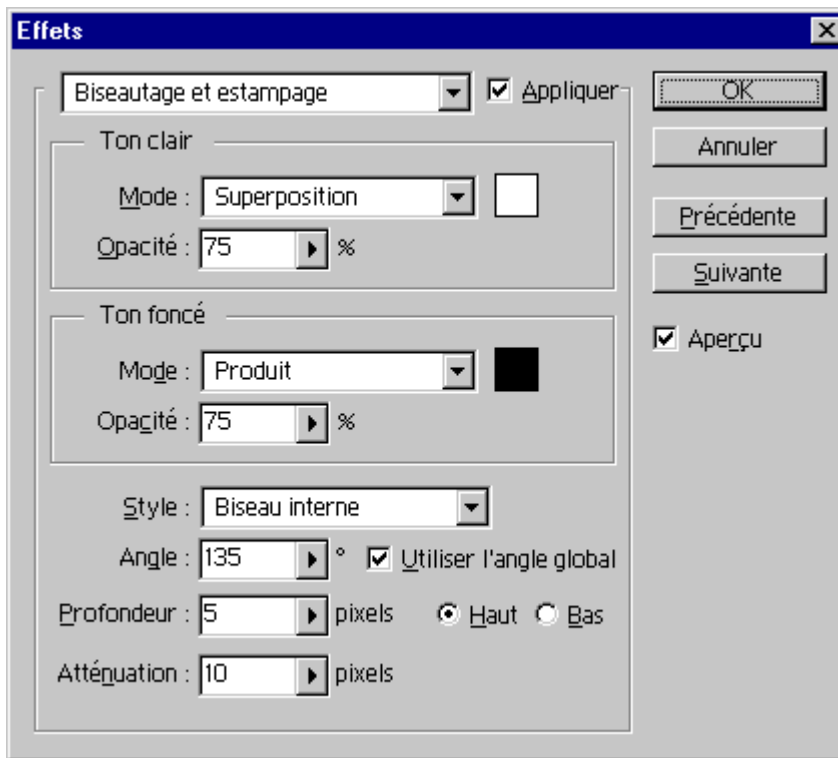 Effets
Biseautage et estampage Appliquer OK
Ton clair Annuler
Mode : Superposition Précédente
Opacité : 75 % Suivante
Ton foncé Aperçu
Mode : Produit
Opacité : 75 %
Style : Biseau interne
Angle : 135 ° Utiliser l'angle global
Profondeur : 5 pixels Haut Bas
Atténuation : 10 pixels